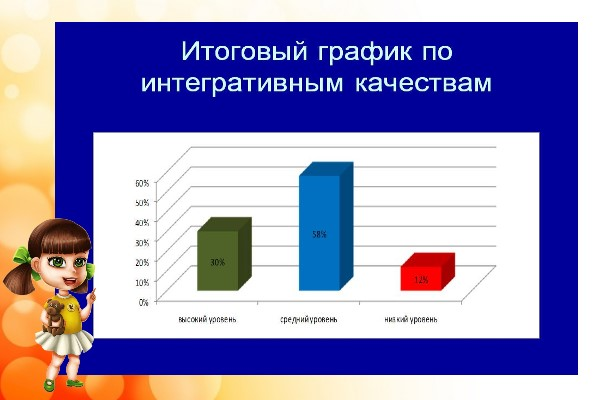 Итоговый график по
интегративным качествам
60%
50%
40%
30%
20%
10%
0%
30%
58%
12%
высокий уровень
средний уровень
низкий уровень